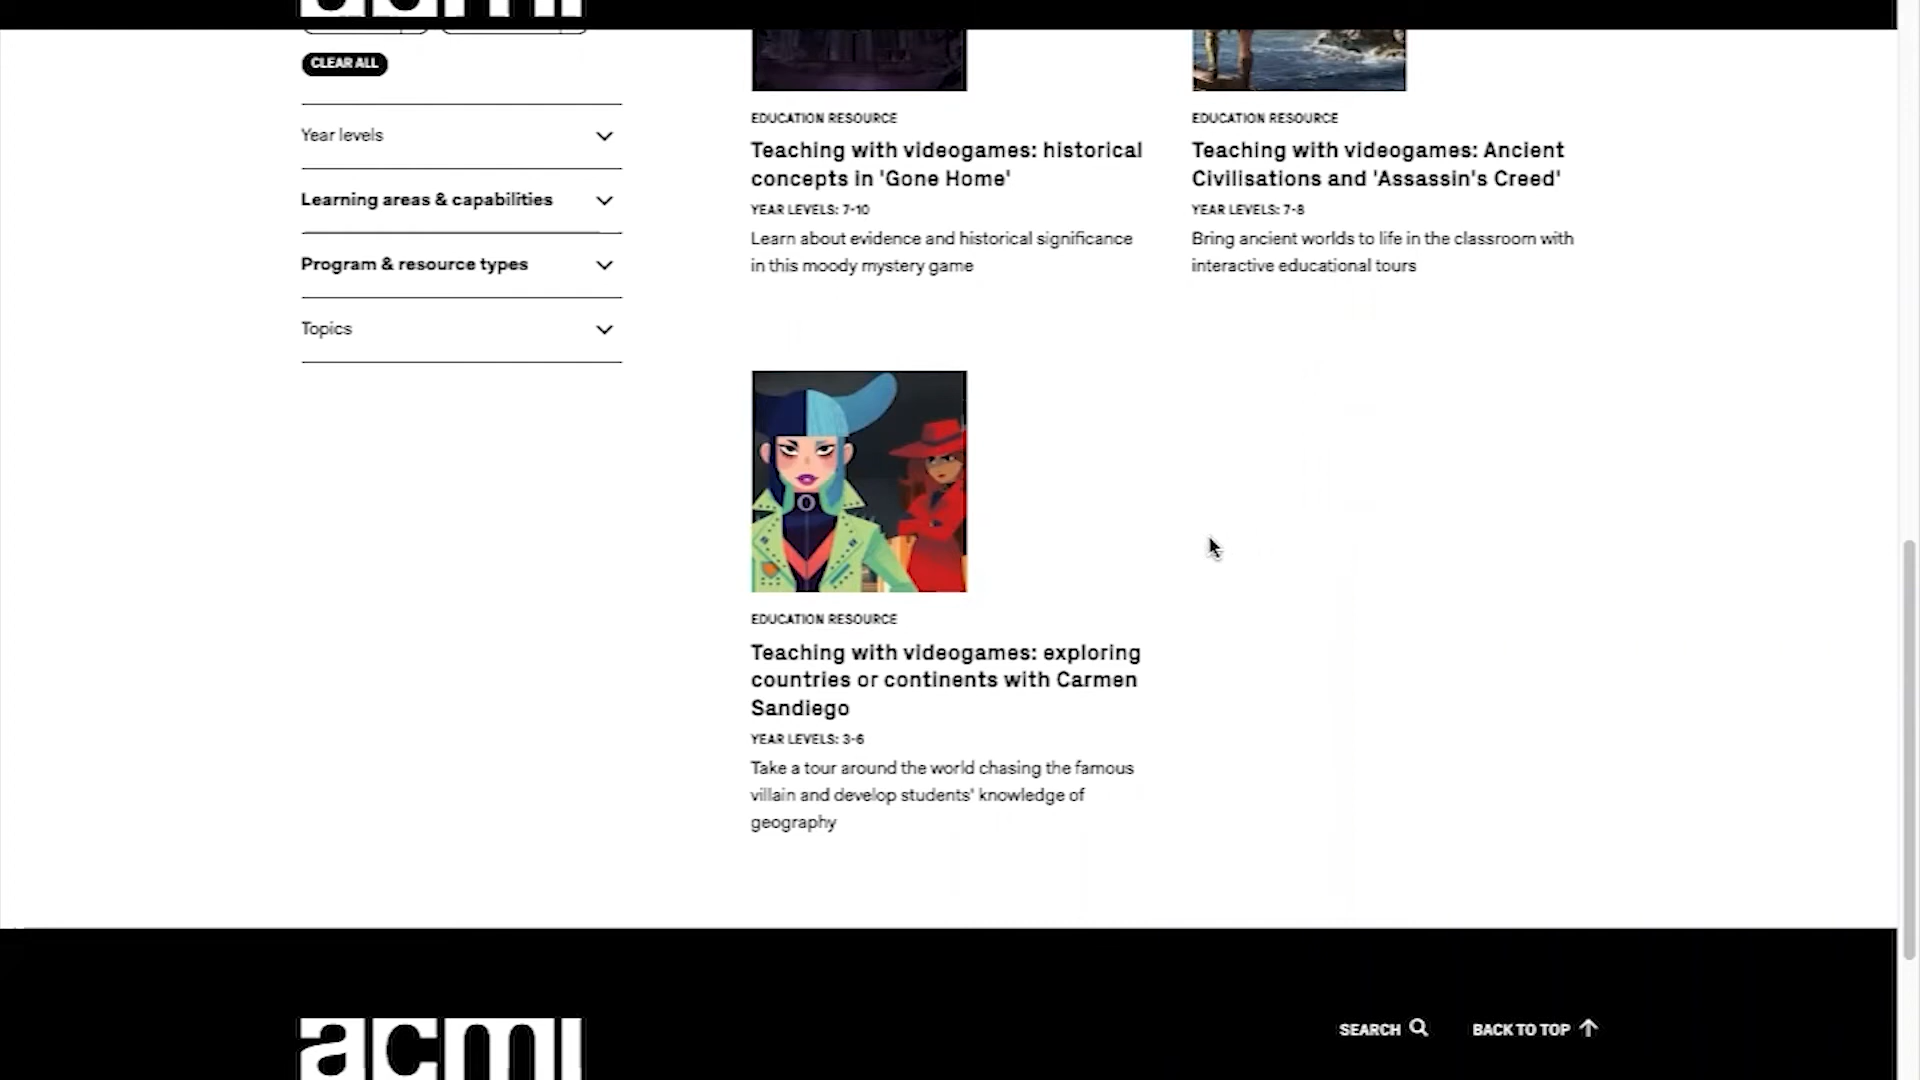 CLEAR ALL
Year levels
Learning areas & capabilities
Program & resource types
Topics
EDUCATION RESOURCE
Teaching with videogames: historical
concepts in 'Gone Home'
YEAR LEVELS: 7-10
Learn about evidence and historical significance
in this moody mystery game
EDUCATION RESOURCE
Teaching with videogames: Ancient
Civilisations and 'Assassin's Creed'
YEAR LEVELS: 7-8
Bring ancient worlds to life in the classroom with
interactive educational tours
EDUCATION RESOURCE
Teaching with videogames: exploring
countries or continents with Carmen
Sandiego
YEAR LEVELS: 3-6
Take a tour around the world chasing the famous
villain and develop students' knowledge of
geography
acmi
SEARCH
BACK TO TOP